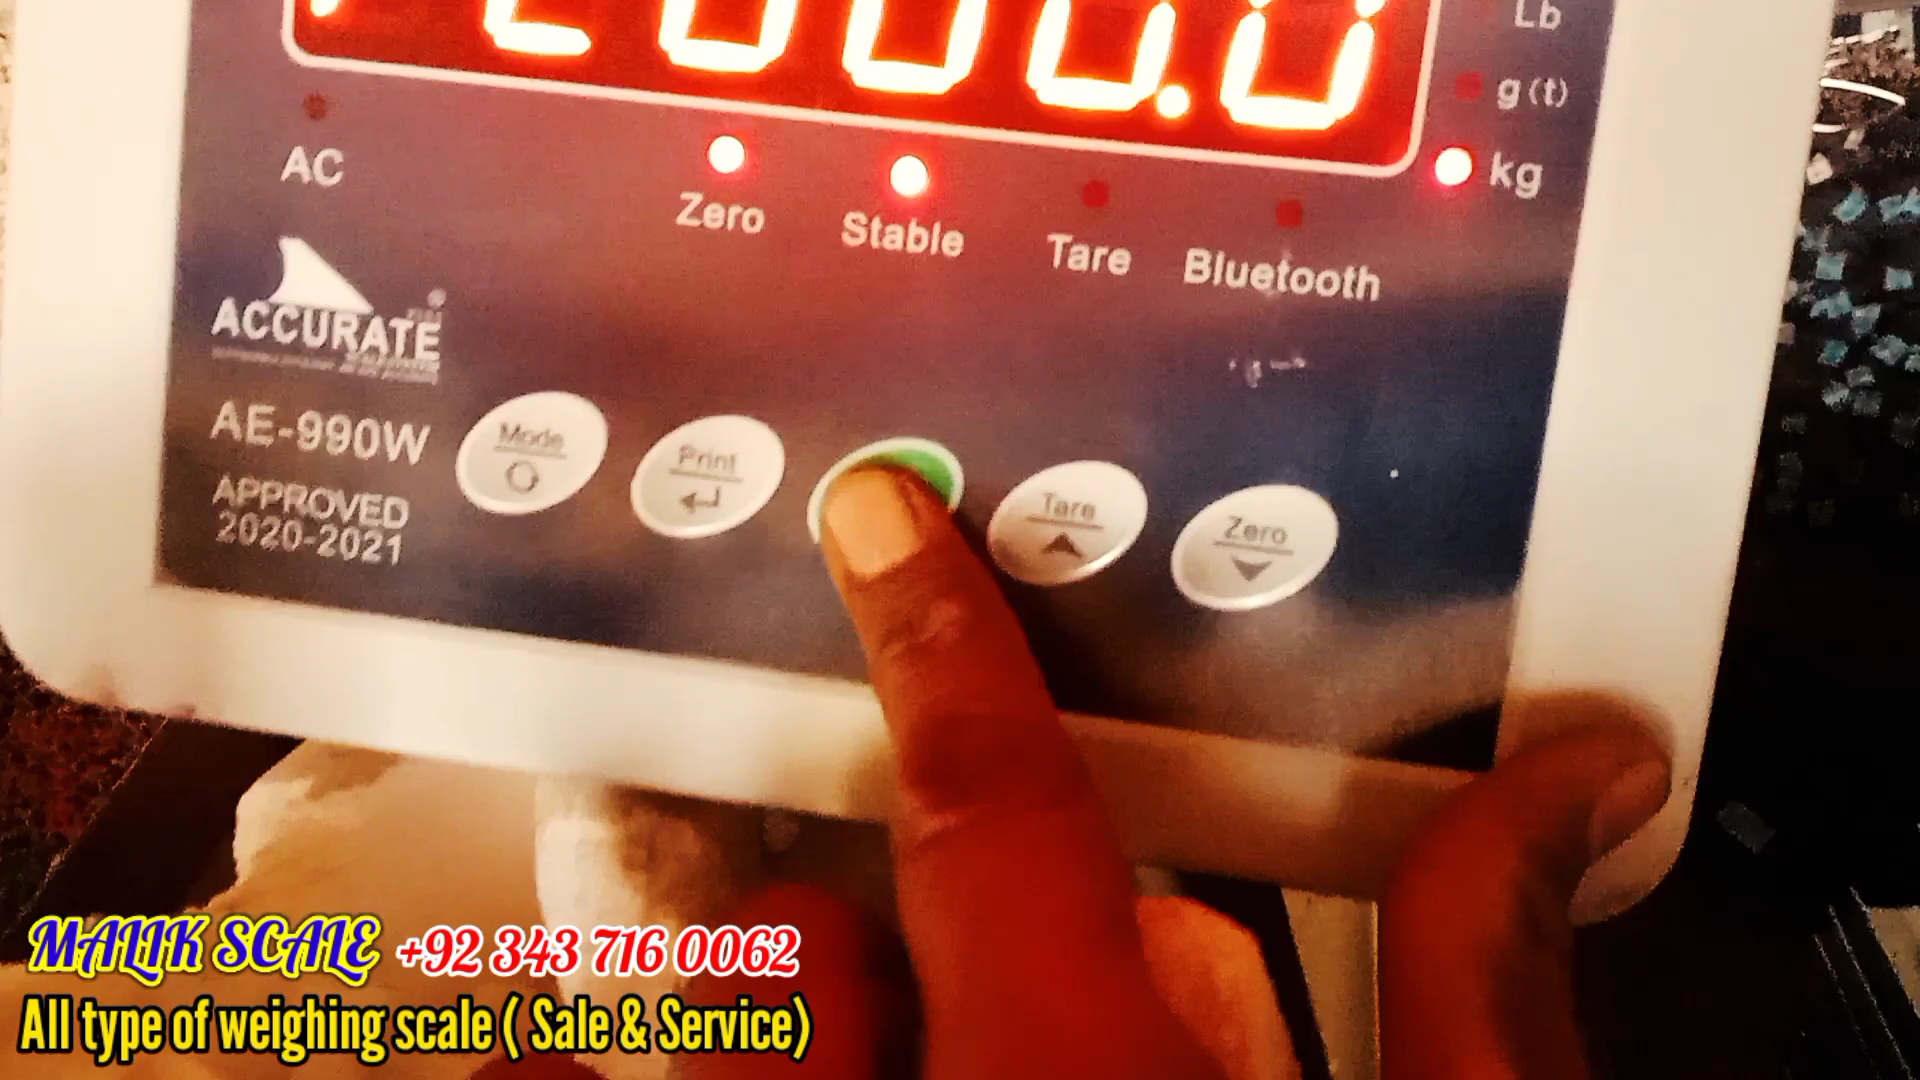 Lb
g (t)
kg
AC
Zero
Stable
Tare
Bluetooth
ACCURATE
AE-990W
APPROVED
2020-2021
Mode
Print
Tare
Zero
MALIK SCALE +92 343 716 0062
All type of weighing scale ( Sale & Service)